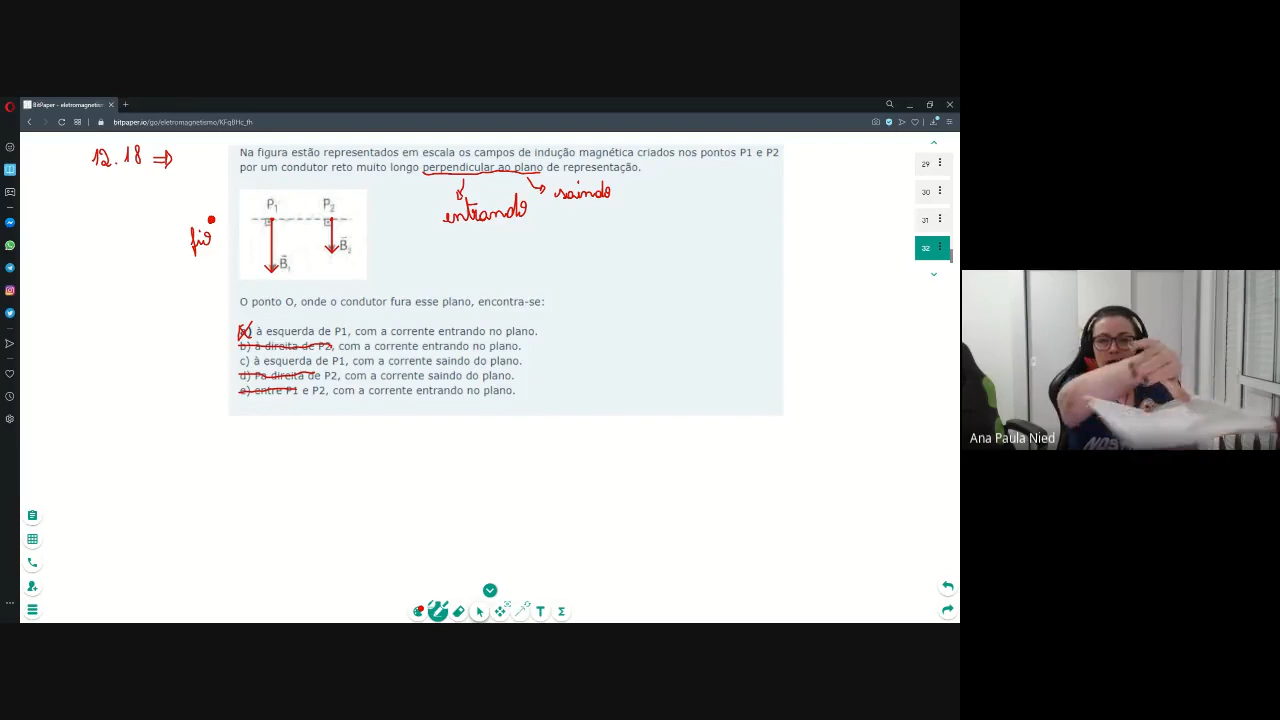 BitPaper - eletromagnetism
bitpaper.io/go/eletromagnetismo/KFqBHc_fh
12.18 ⇒
Na figura estão representados em escala os campos de indução magnética criados nos pontos P1 e P2
por um condutor reto muito longo perpendicular ao plano de representação.
entrando
saindo
fio
P₁ P₂
B⃗₁ B⃗₂
O ponto O, onde o condutor fura esse plano, encontra-se:
a) à esquerda de P1, com a corrente entrando no plano.
b) à direita de P2, com a corrente entrando no plano.
c) à esquerda de P1, com a corrente saindo do plano.
d) Pa direita de P2, com a corrente saindo do plano.
e) entre P1 e P2, com a corrente entrando no plano.
29
30
31
32
Ana Paula Nied
T Σ